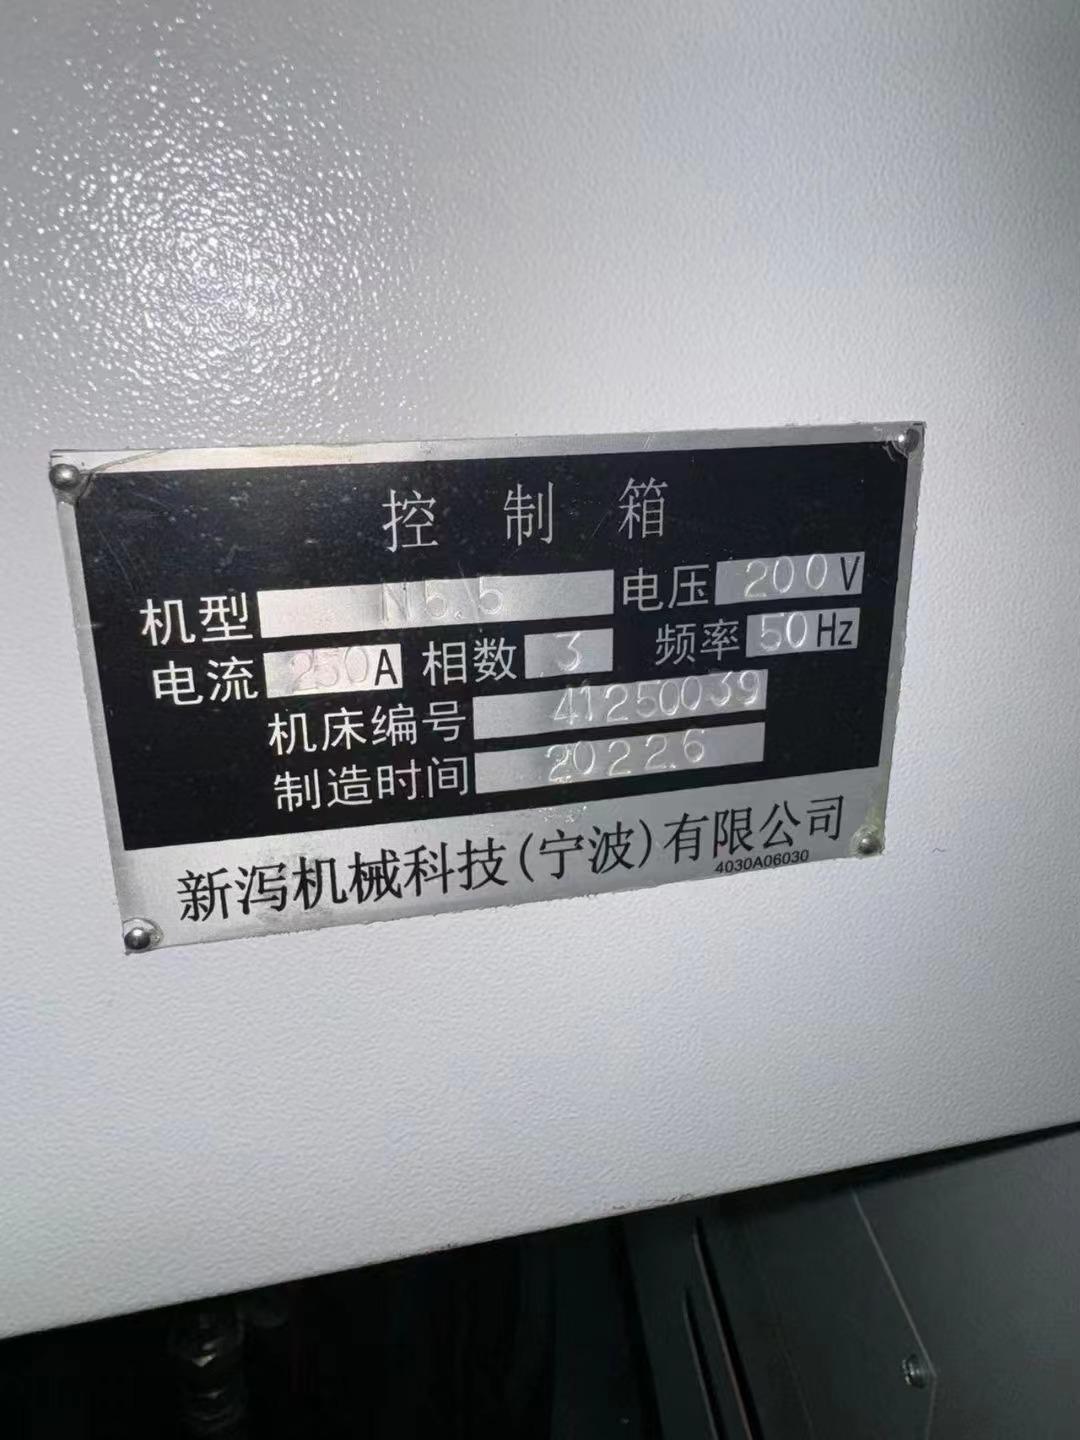 控制箱
机型 N5.5 电压 200V
电流 250A 相数 3 频率 50Hz
机床编号 41250039
制造时间 2022.6
新泻机械科技(宁波)有限公司
4030A06030